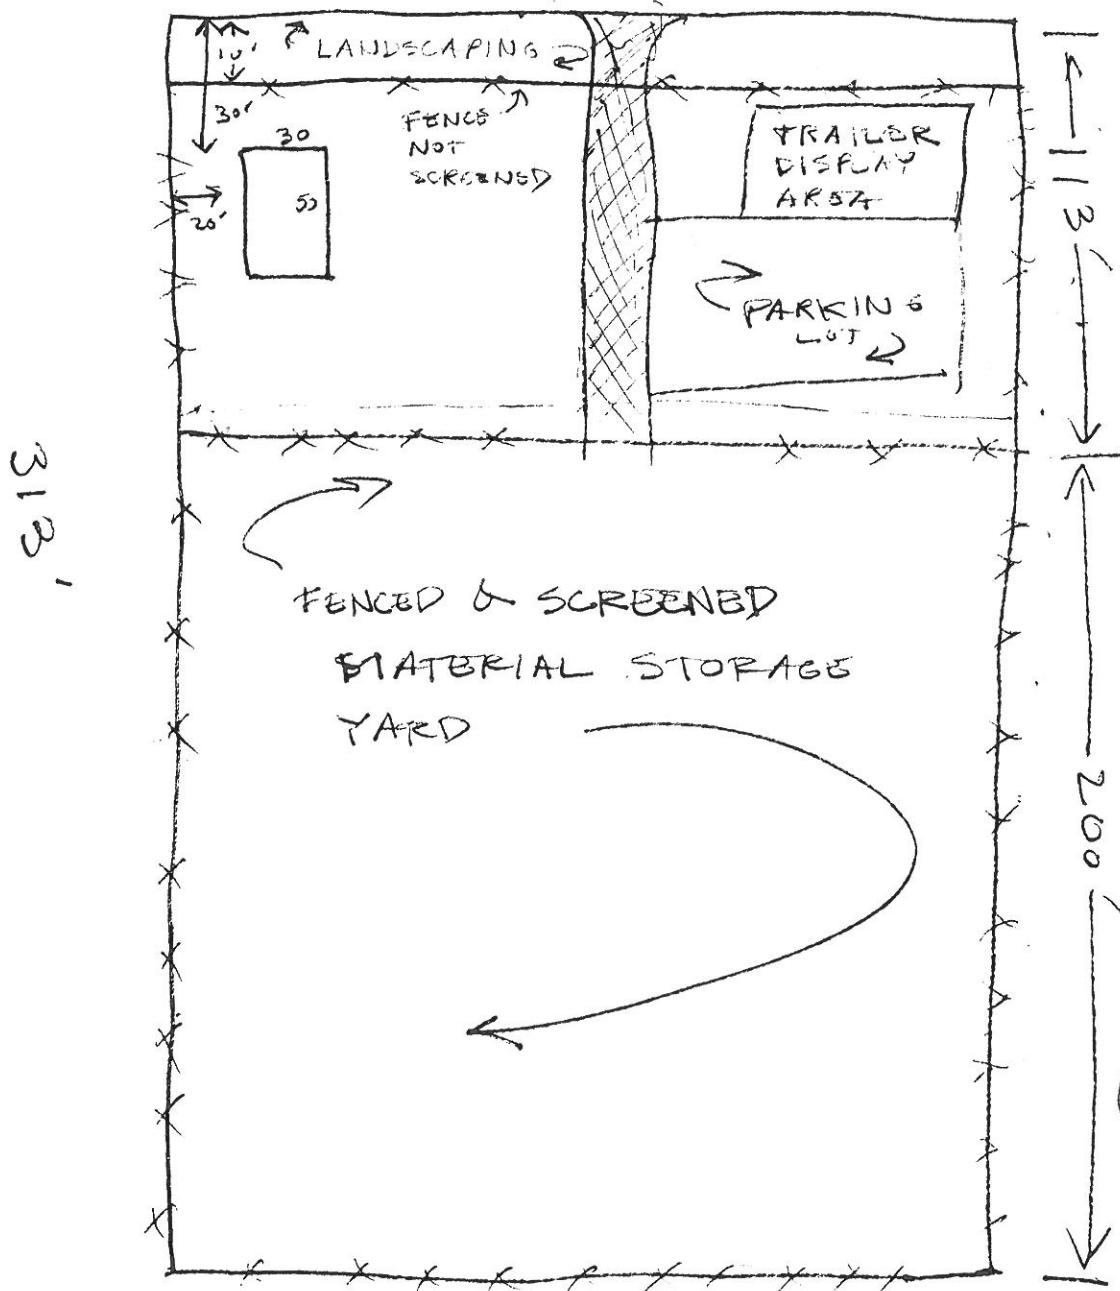 10'
LANDSCAPING
30'
FENCE
NOT
SCREENED
30
50
20'
TRAILER
DISPLAY
AREA
PARKING
LOT
113'
313'
FENCED & SCREENED
MATERIAL STORAGE
YARD
200'